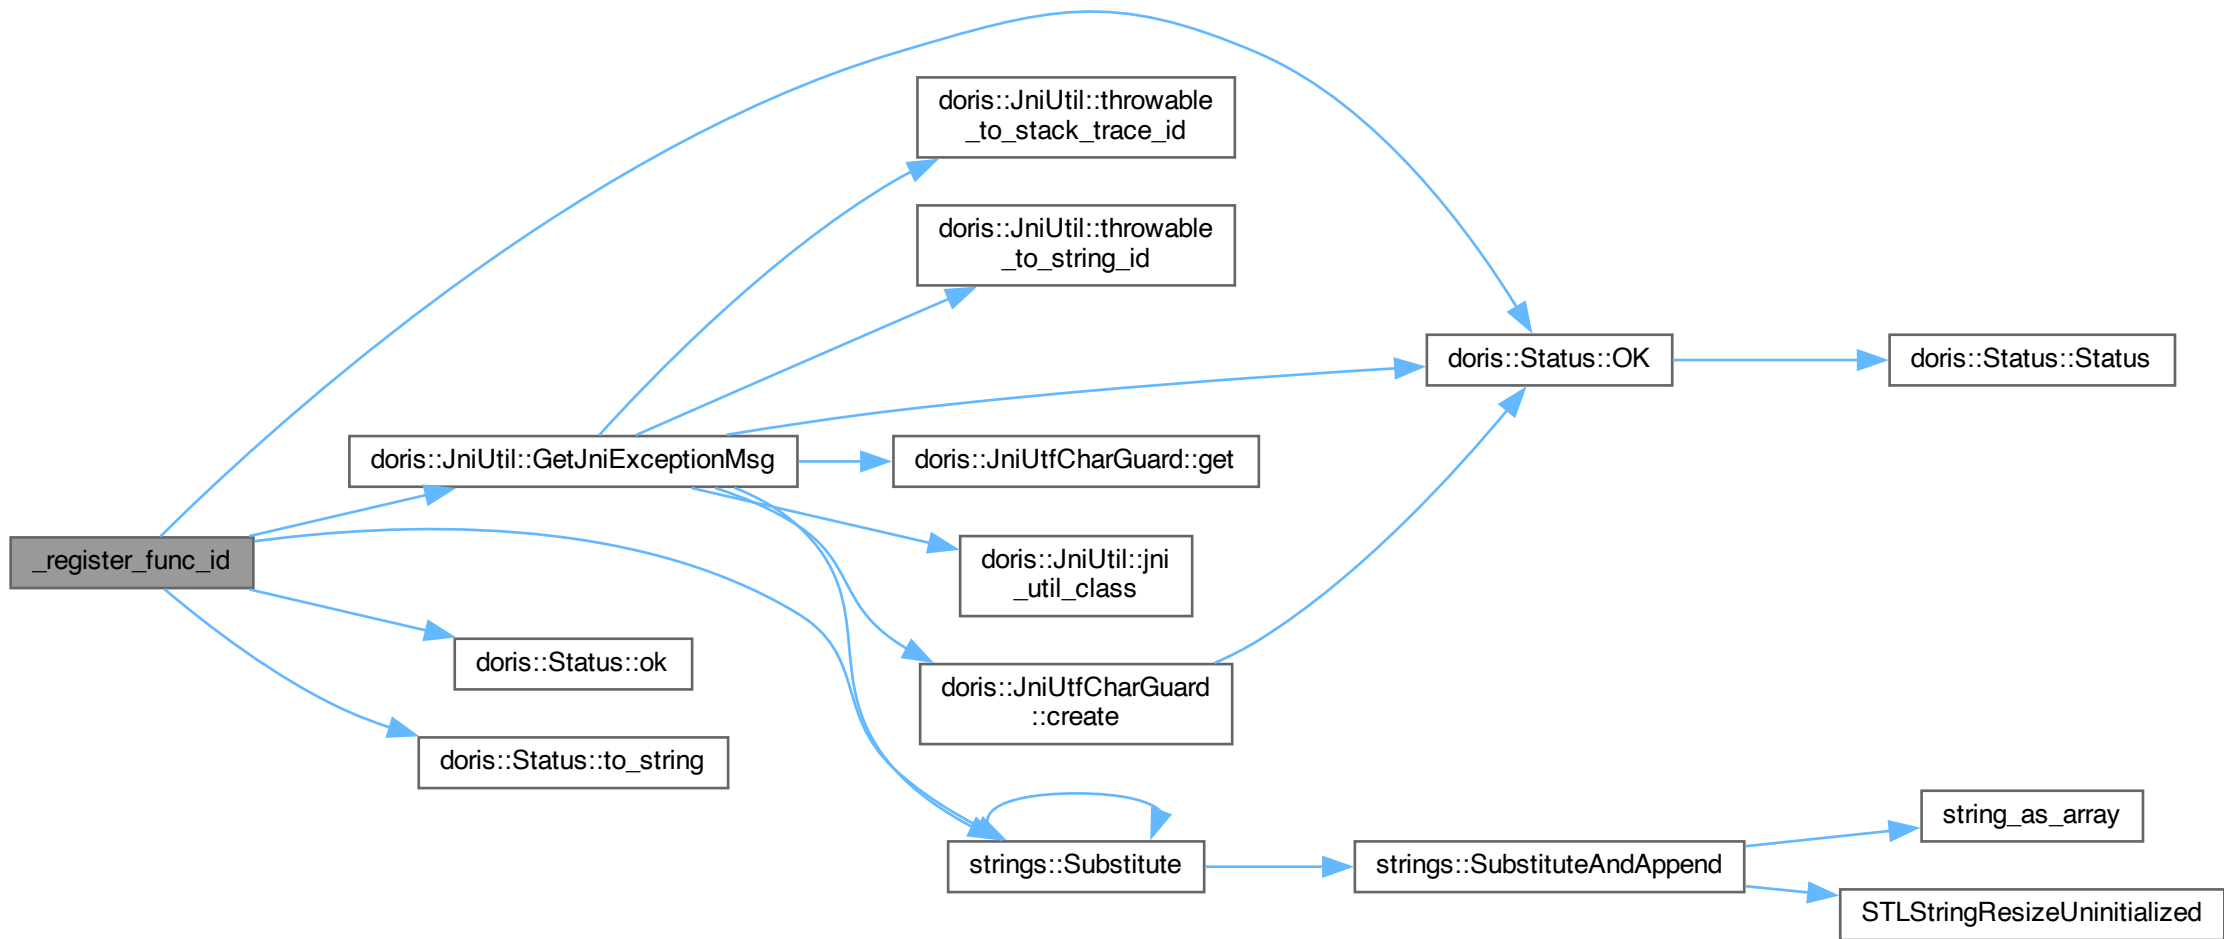 doris::JniUtil::throwable
_to_stack_trace_id
doris::JniUtil::throwable
_to_string_id
doris::Status::OK
doris::Status::Status
doris::JniUtil::GetJniExceptionMsg
doris::JniUtfCharGuard::get
_register_func_id
doris::JniUtil::jni
_util_class
doris::Status::ok
doris::JniUtfCharGuard
::create
doris::Status::to_string
string_as_array
strings::Substitute
strings::SubstituteAndAppend
STLStringResizeUninitialized